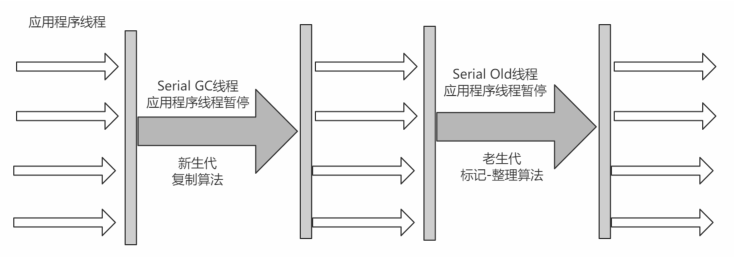 应用程序线程
Serial GC线程
应用程序线程暂停
新生代
复制算法
Serial Old线程
应用程序线程暂停
老生代
标记-整理算法